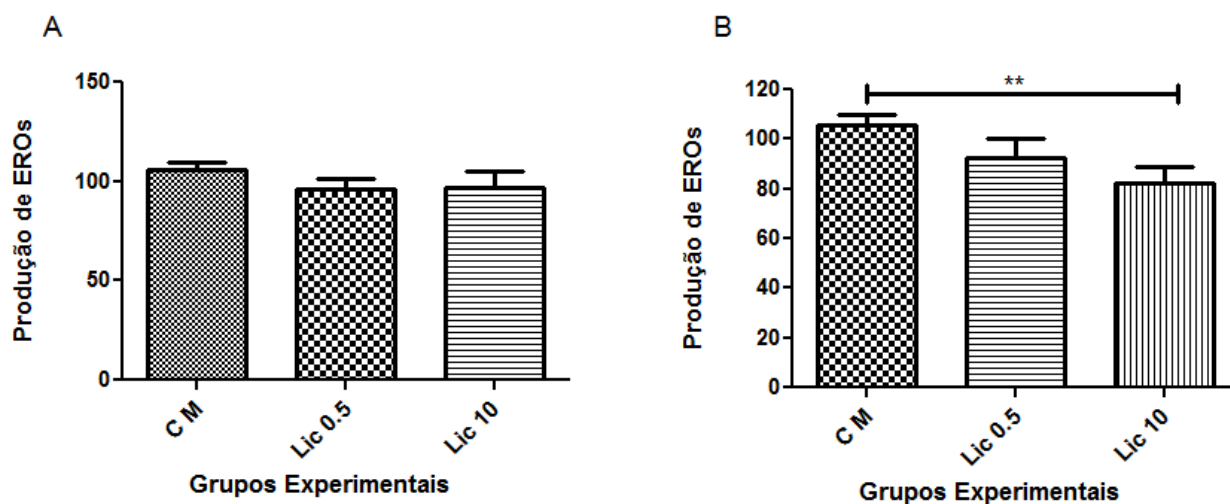 A
Produção de EROs
150
100
50
0
C M
Lic 0.5
Lic 10
Grupos Experimentais
B
**
Produção de EROs
120
100
80
60
40
20
0
C M
Lic 0.5
Lic 10
Grupos Experimentais